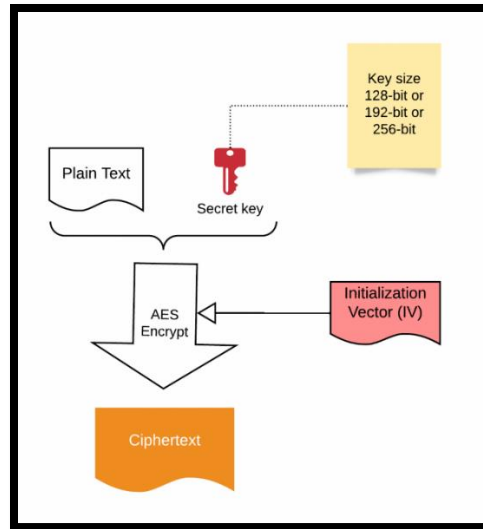 Key size
128-bit or
192-bit or
256-bit
Plain Text
Secret key
AES
Encrypt
Initialization
Vector (IV)
Ciphertext